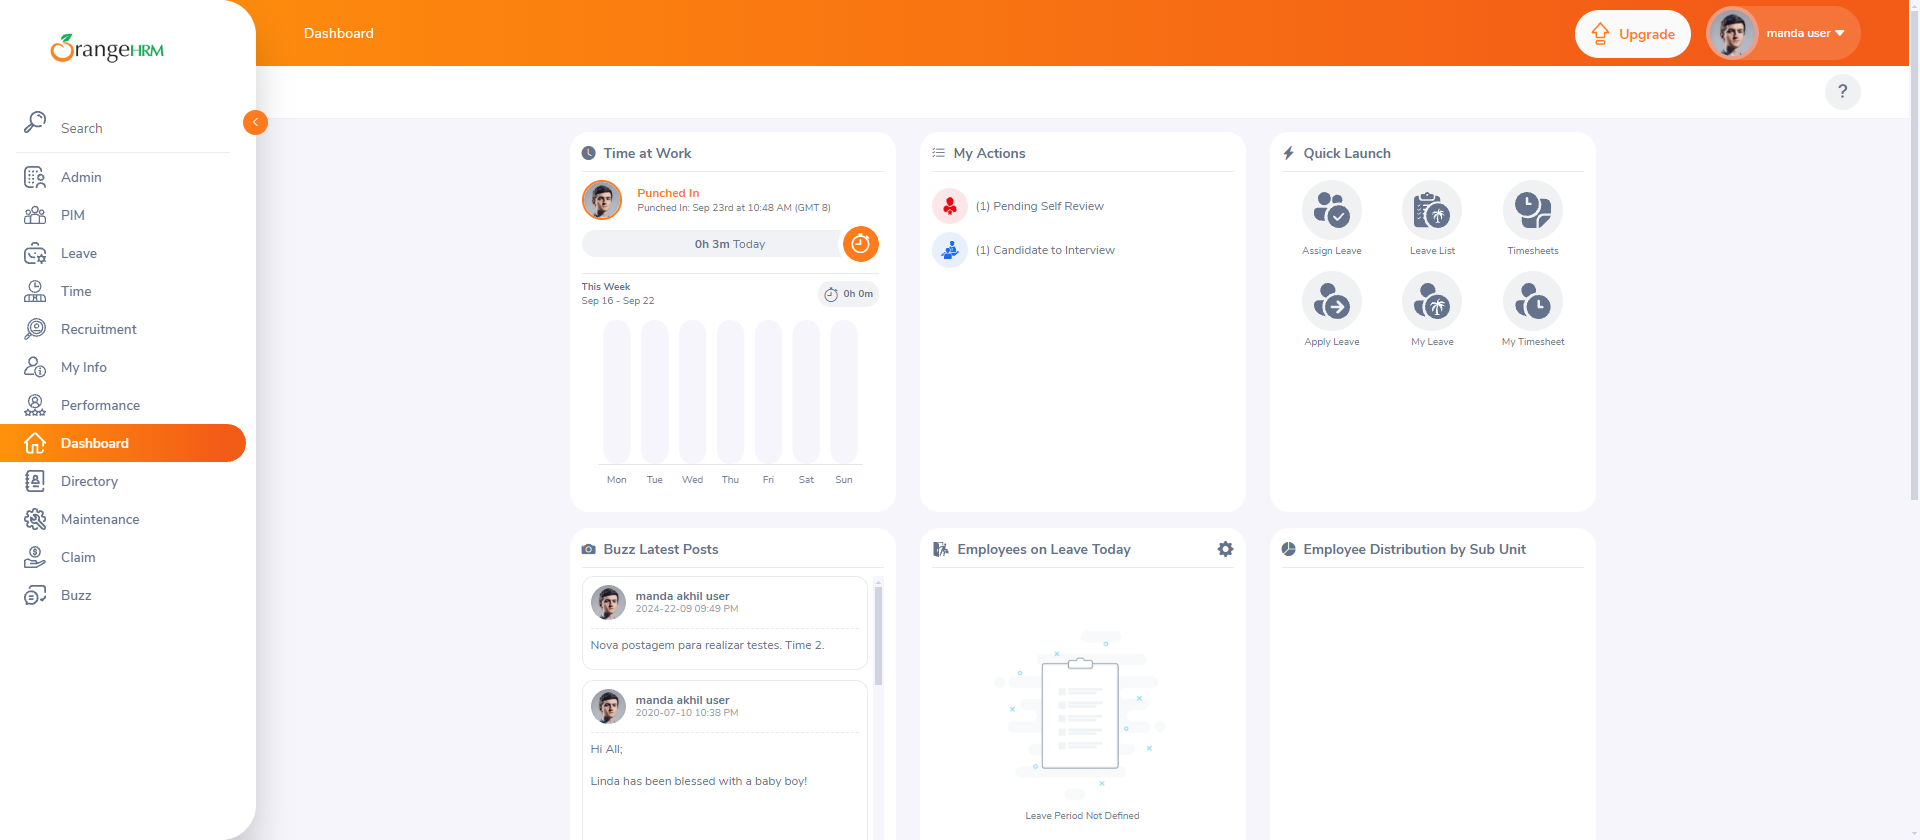 OrangeHRM
Dashboard
Upgrade
manda user
?
Search
Admin
PIM
Leave
Time
Recruitment
My Info
Performance
Dashboard
Directory
Maintenance
Claim
Buzz
Time at Work
Punched In
Punched In: Sep 23rd at 10:48 AM (GMT 8)
0h 3m Today
This Week
Sep 16 - Sep 22
0h 0m
Mon Tue Wed Thu Fri Sat Sun
My Actions
(1) Pending Self Review
(1) Candidate to Interview
Quick Launch
Assign Leave Leave List Timesheets
Apply Leave My Leave My Timesheet
Buzz Latest Posts
manda akhil user
2024-22-09 09:49 PM
Nova postagem para realizar testes. Time 2.
manda akhil user
2020-07-10 10:38 PM
Hi All;
Linda has been blessed with a baby boy!
Employees on Leave Today
Leave Period Not Defined
Employee Distribution by Sub Unit